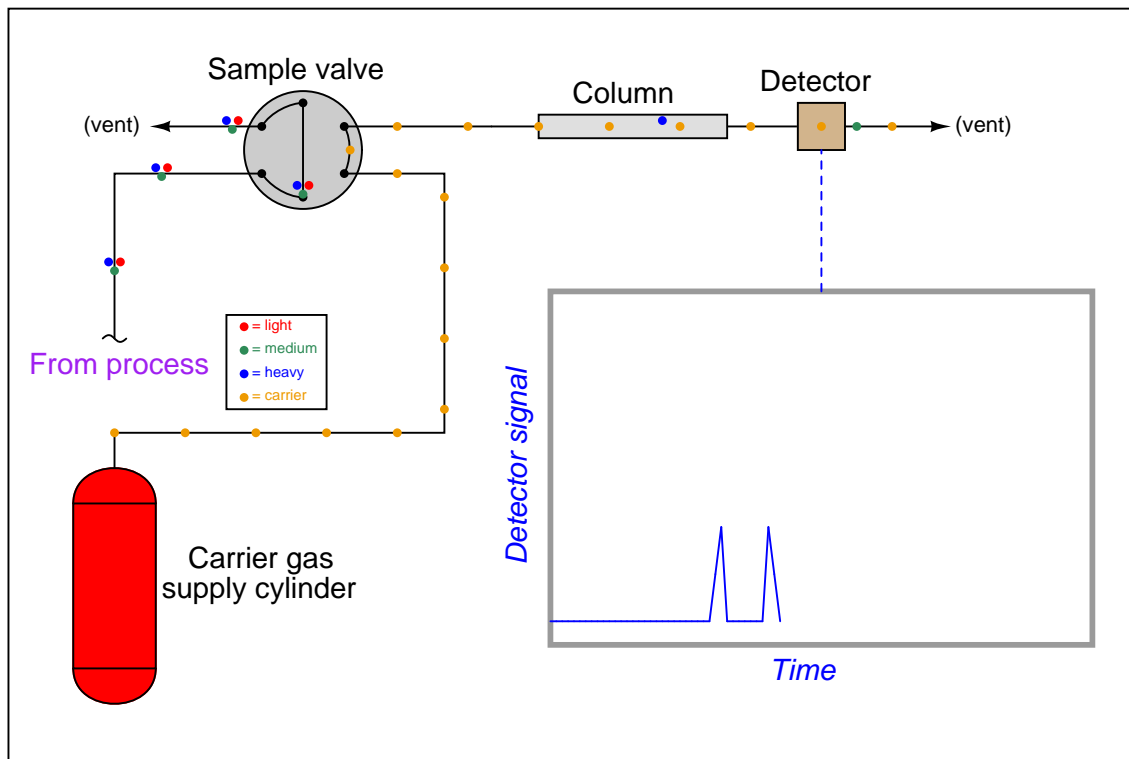 Sample valve
Column
Detector
(vent)
(vent)
= light
= medium
= heavy
= carrier
From process
Detector signal
Carrier gas
supply cylinder
Time